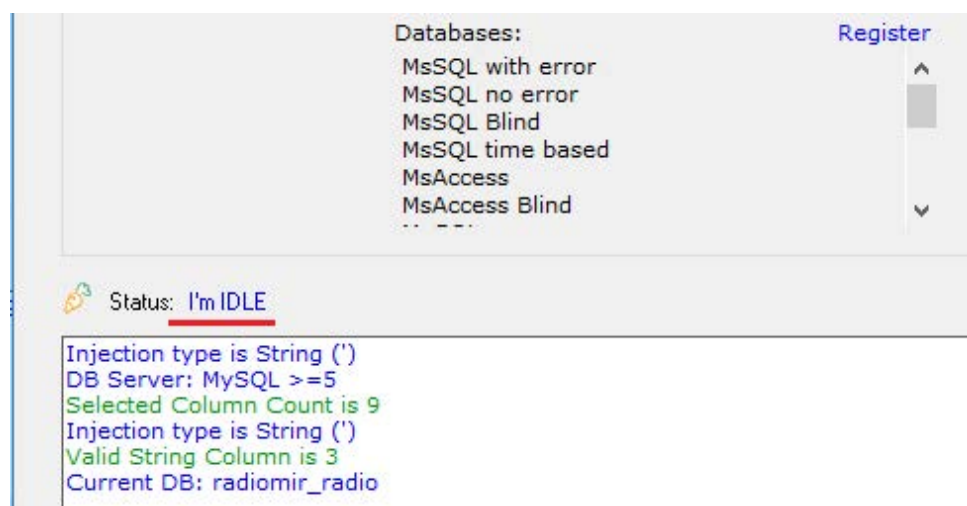 Databases: Register
MsSQL with error
MsSQL no error
MsSQL Blind
MsSQL time based
MsAccess
MsAccess Blind
Status: I'm IDLE
Injection type is String (')
DB Server: MySQL >=5
Selected Column Count is 9
Injection type is String (')
Valid String Column is 3
Current DB: radiomir_radio